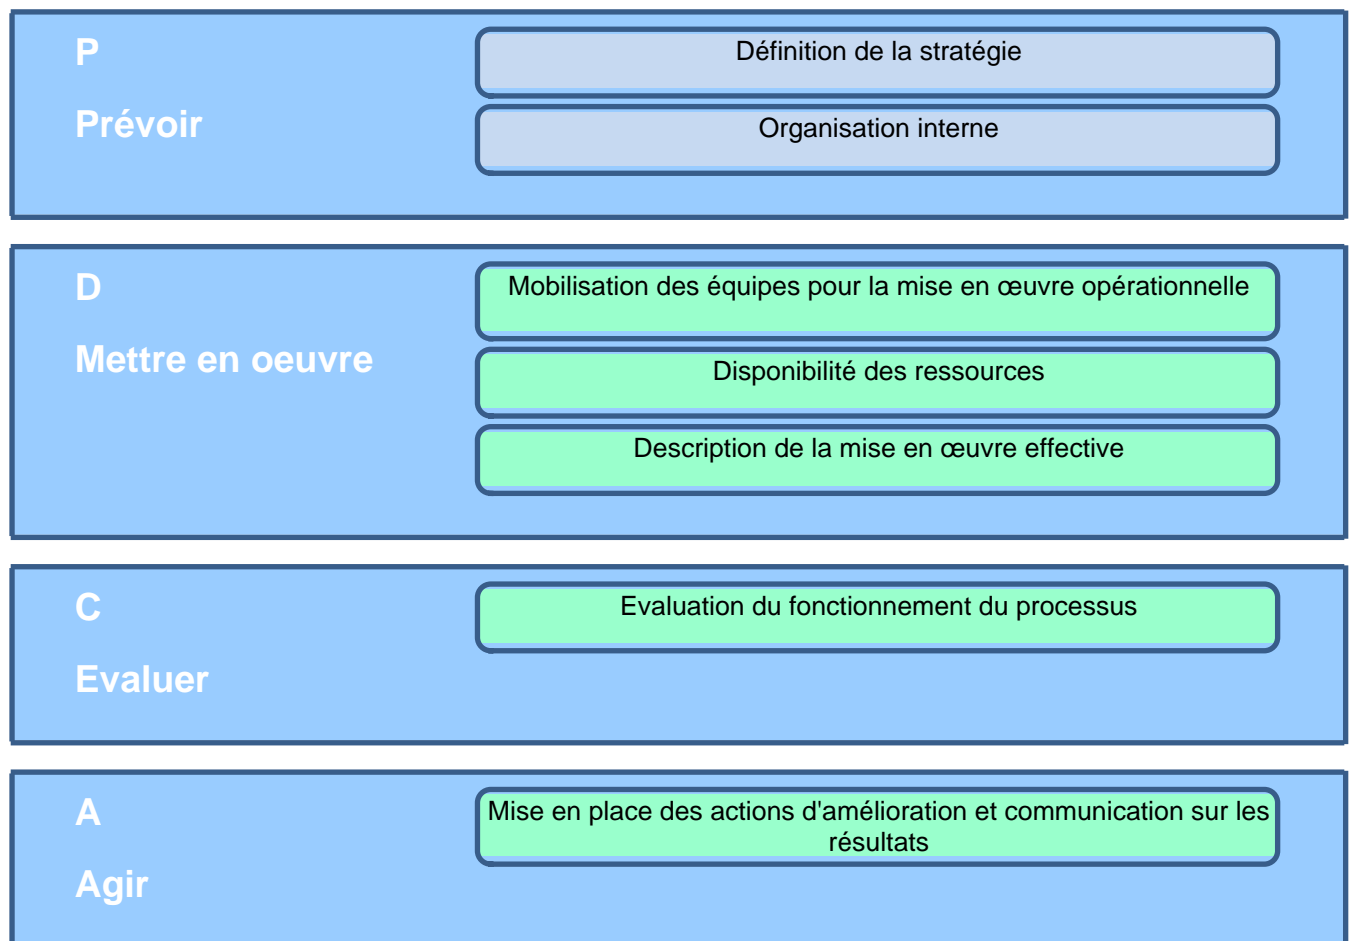 P
Définition de la stratégie
Prévoir
Organisation interne
D
Mobilisation des équipes pour la mise en œuvre opérationnelle
Mettre en oeuvre
Disponibilité des ressources
Description de la mise en œuvre effective
C
Evaluation du fonctionnement du processus
Evaluer
A
Mise en place des actions d'amélioration et communication sur les
résultats
Agir